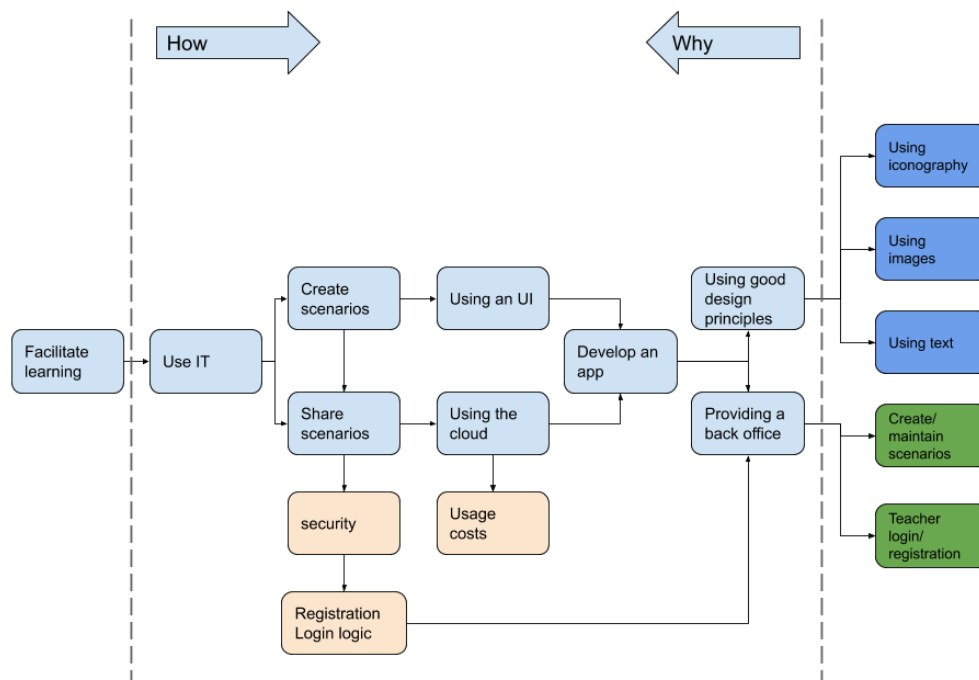 How
Why
Using
iconography
Using
images
Using text
Create
scenarios
Using an UI
Using good
design
principles
Facilitate
learning
Use IT
Develop an
app
Share
scenarios
Using the
cloud
Providing a
back office
Create/
maintain
scenarios
security
Usage
costs
Teacher
login/
registration
Registration
Login logic